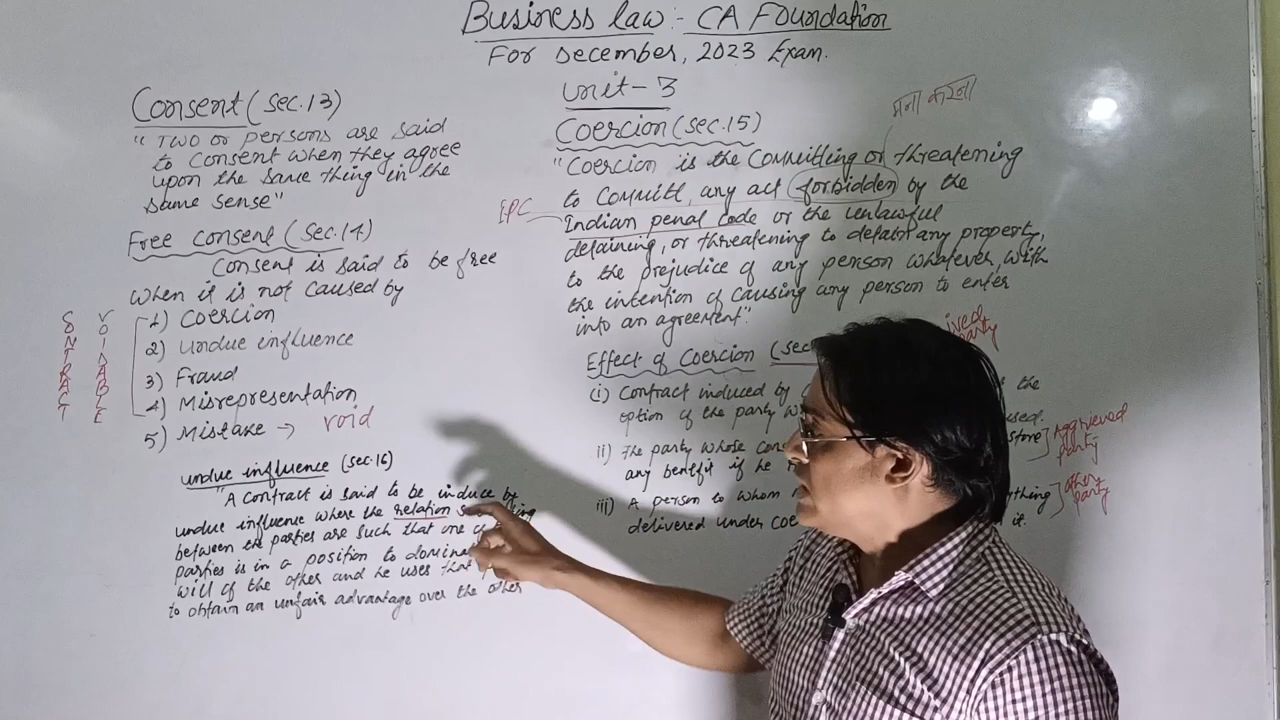 Business law:- CA Foundation
For December, 2023 Exam.
Unit-3
Consent (Sec.13)
"Two or persons are said
to consent when they agree
upon the same thing in the
same sense"
Free consent (Sec.14)
Consent is said to be free
when it is not caused by
1) Coercion
2) undue influence
3) Fraud
4) Misrepresentation
5) Mistake → void
VOINABLE
undue influence (Sec.16)
"A contract is said to be induce by
undue influence where the relation
between the parties are such that one
parties is in a position to
will of the other and he uses that
to obtain an unfair advantage over the other
मना करना
Coercion (Sec.15)
"Coercion is the committing or threatening
to committ, any act forbidden by the
IPC
Indian penal code or the unlawful
detaining, or threatening to detain any property,
to the prejudice of any person whatever, with
the intention of causing any person to enter
into an agreement".
Effect of Coercion
party
(i) Contract induced by the
option of the party
ii) The party whose store Aggrieved
any benefit if he party
iii) A person to whom other
delivered under it. party